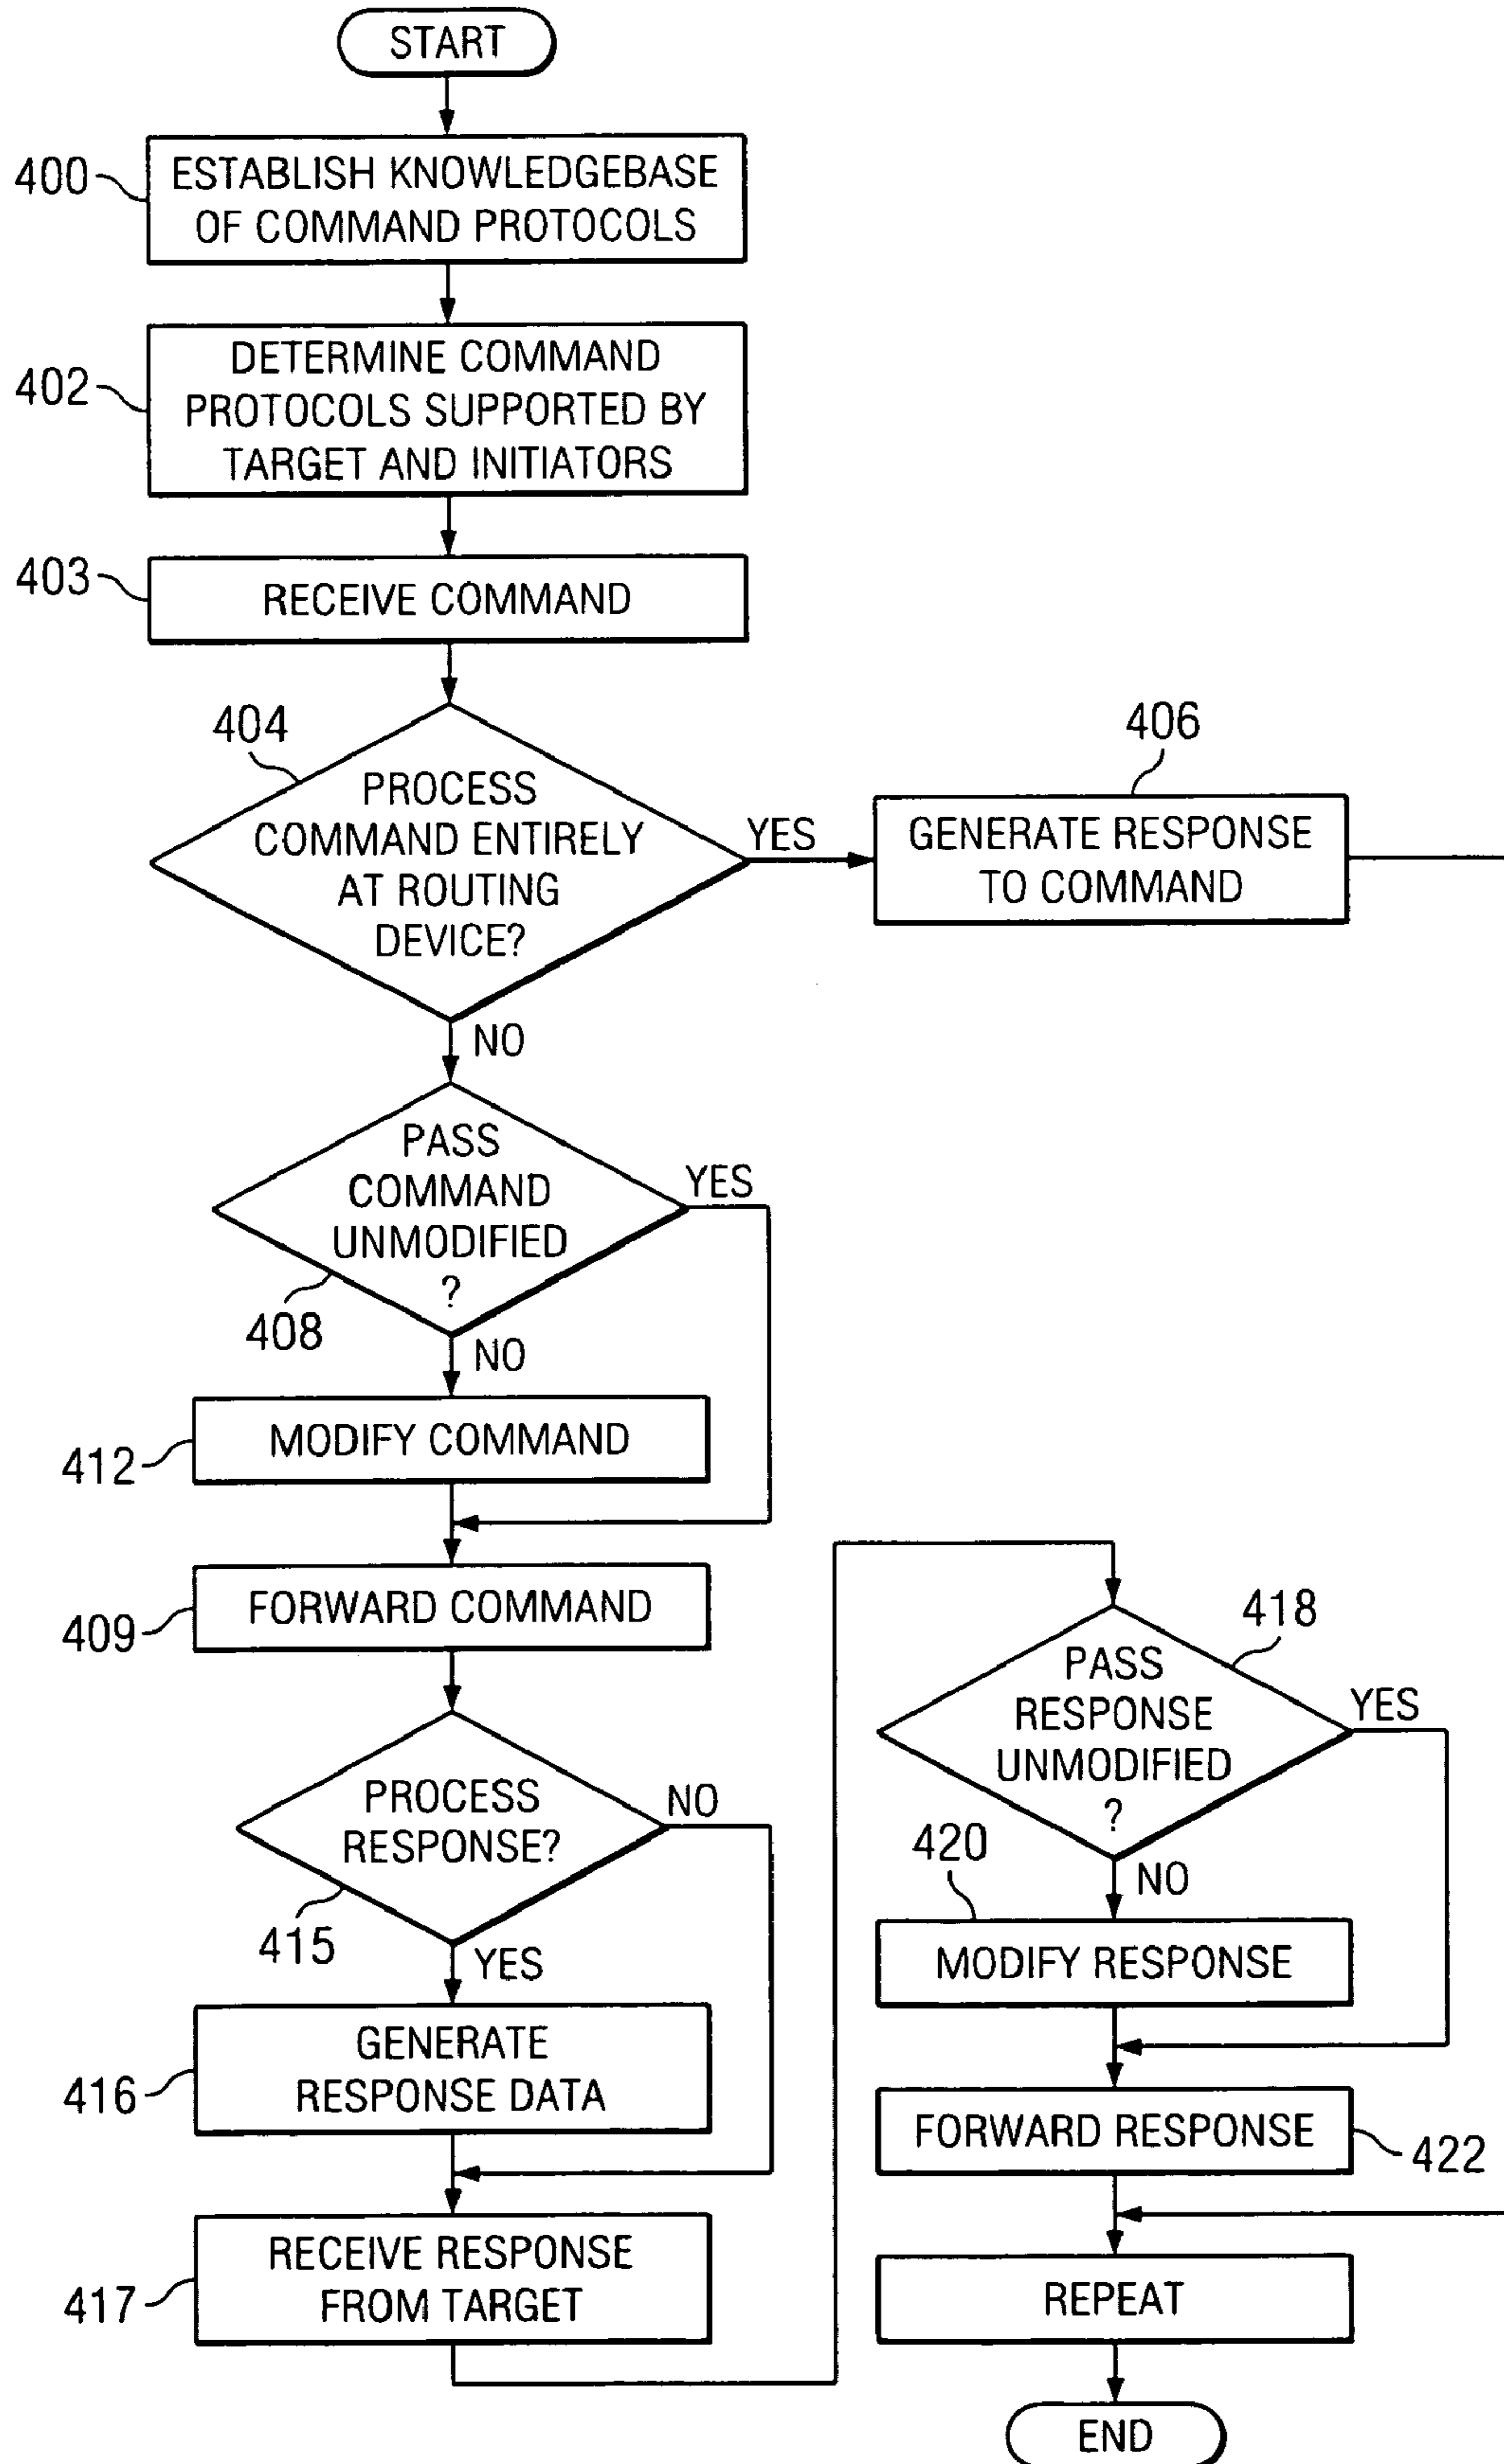 START
400
ESTABLISH KNOWLEDGEBASE
OF COMMAND PROTOCOLS
402
DETERMINE COMMAND
PROTOCOLS SUPPORTED BY
TARGET AND INITIATORS
403
RECEIVE COMMAND
404
PROCESS
COMMAND ENTIRELY
AT ROUTING
DEVICE?
YES
406
GENERATE RESPONSE
TO COMMAND
NO
PASS
COMMAND
UNMODIFIED
?
YES
408
NO
412
MODIFY COMMAND
409
FORWARD COMMAND
PROCESS
RESPONSE?
NO
415
YES
416
GENERATE
RESPONSE DATA
417
RECEIVE RESPONSE
FROM TARGET
418
PASS
RESPONSE
UNMODIFIED
?
YES
420
NO
MODIFY RESPONSE
FORWARD RESPONSE
422
REPEAT
END